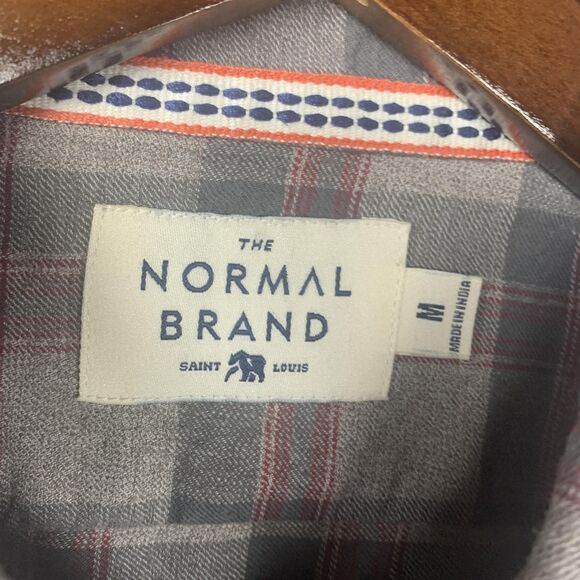 THE
NORMAL
BRAND
SAINT LOUIS
M
MADE IN INDIA